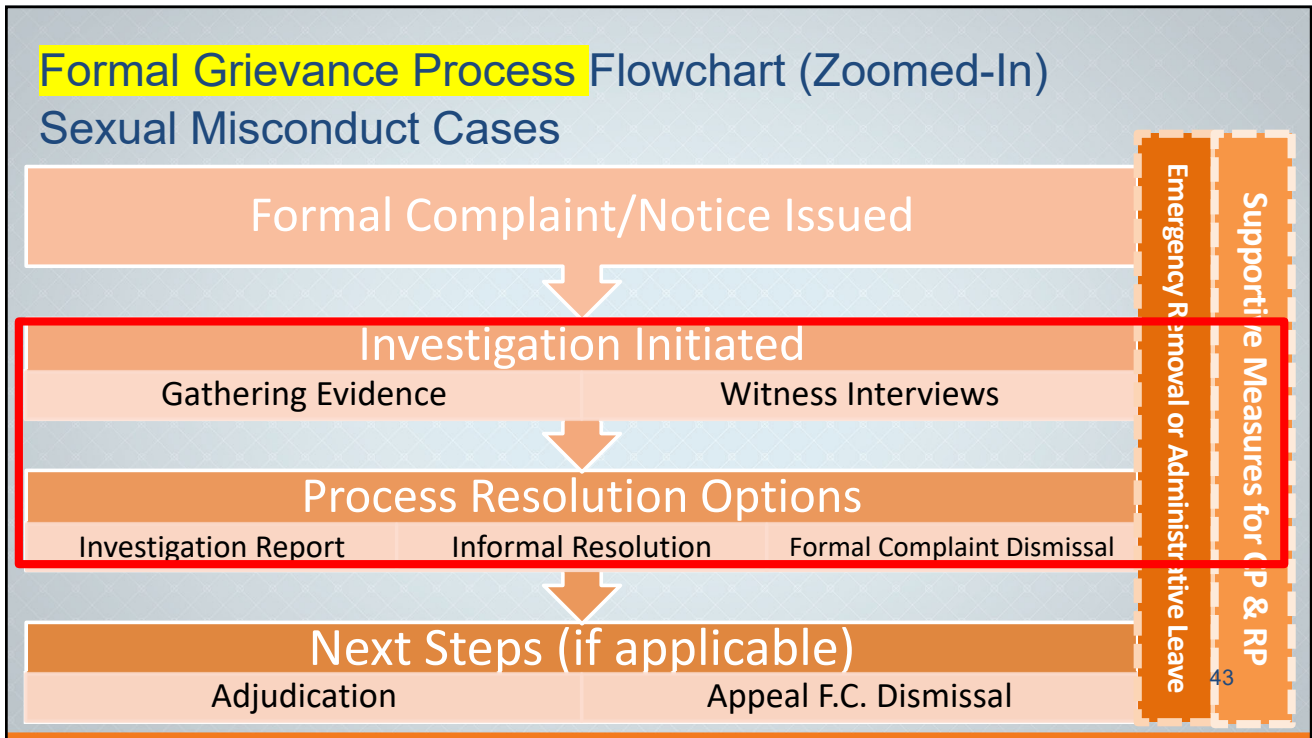 Formal Grievance Process Flowchart (Zoomed-In)
Sexual Misconduct Cases
Formal Complaint/Notice Issued
Investigation Initiated
Gathering Evidence
Witness Interviews
Process Resolution Options
Investigation Report
Informal Resolution
Formal Complaint Dismissal
Next Steps (if applicable)
Adjudication
Appeal F.C. Dismissal
Emergency Removal or Administrative Leave
Supportive Measures for CP & RP
43